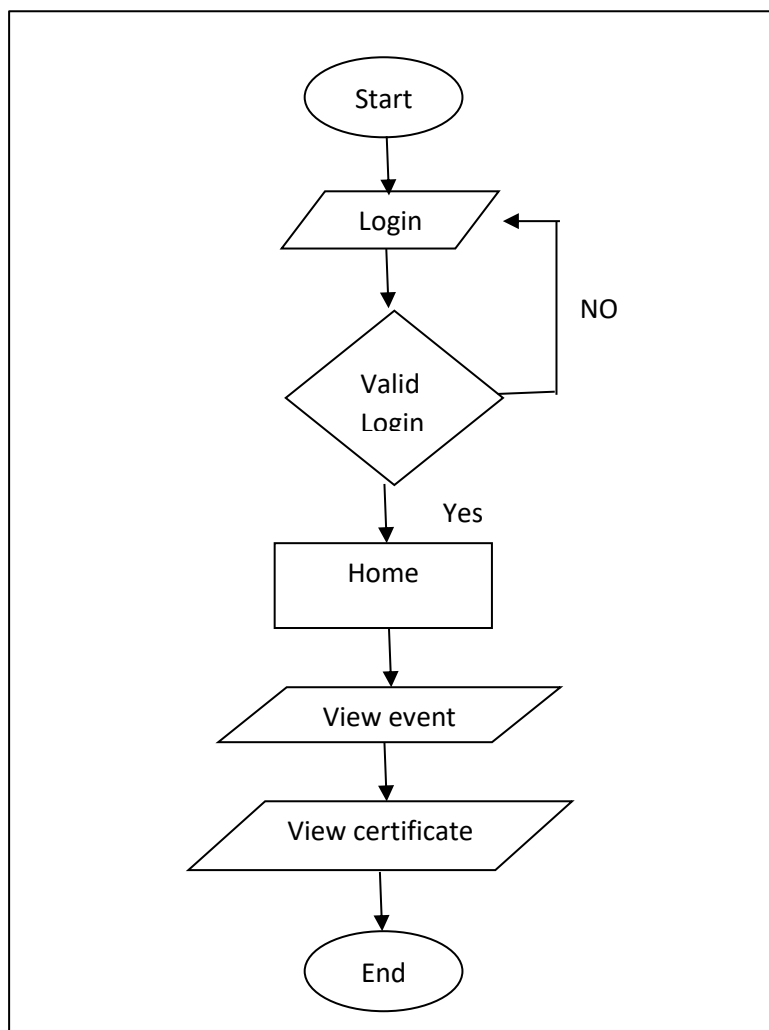 Start
Login
NO
Valid
Login
Yes
Home
View event
View certificate
End